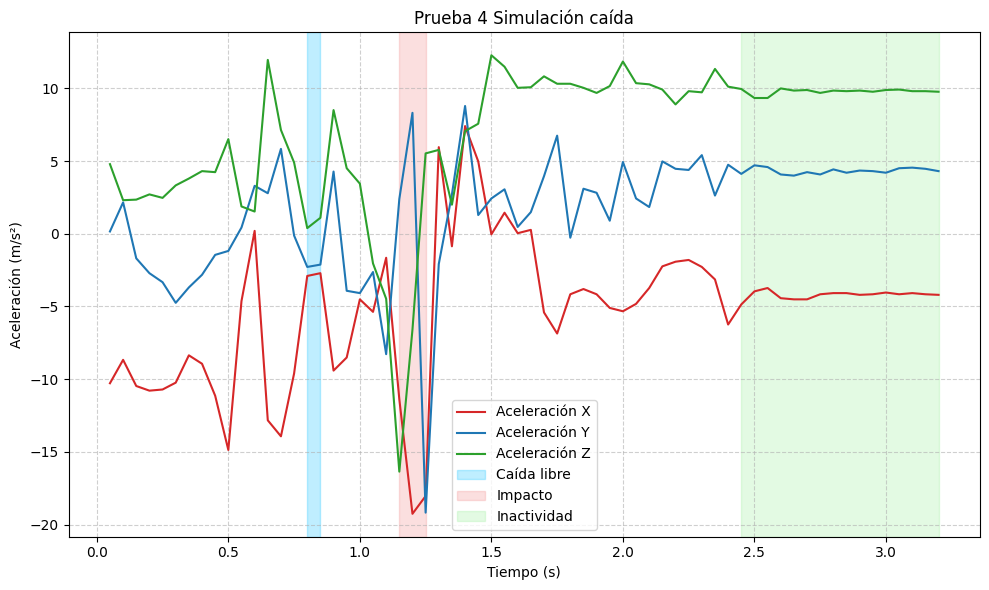 Prueba 4 Simulación caída
Aceleración (m/s²)
10
5
0
−5
−10
−15
−20
Aceleración X
Aceleración Y
Aceleración Z
Caída libre
Impacto
Inactividad
0.0 0.5 1.0 1.5 2.0 2.5 3.0
Tiempo (s)